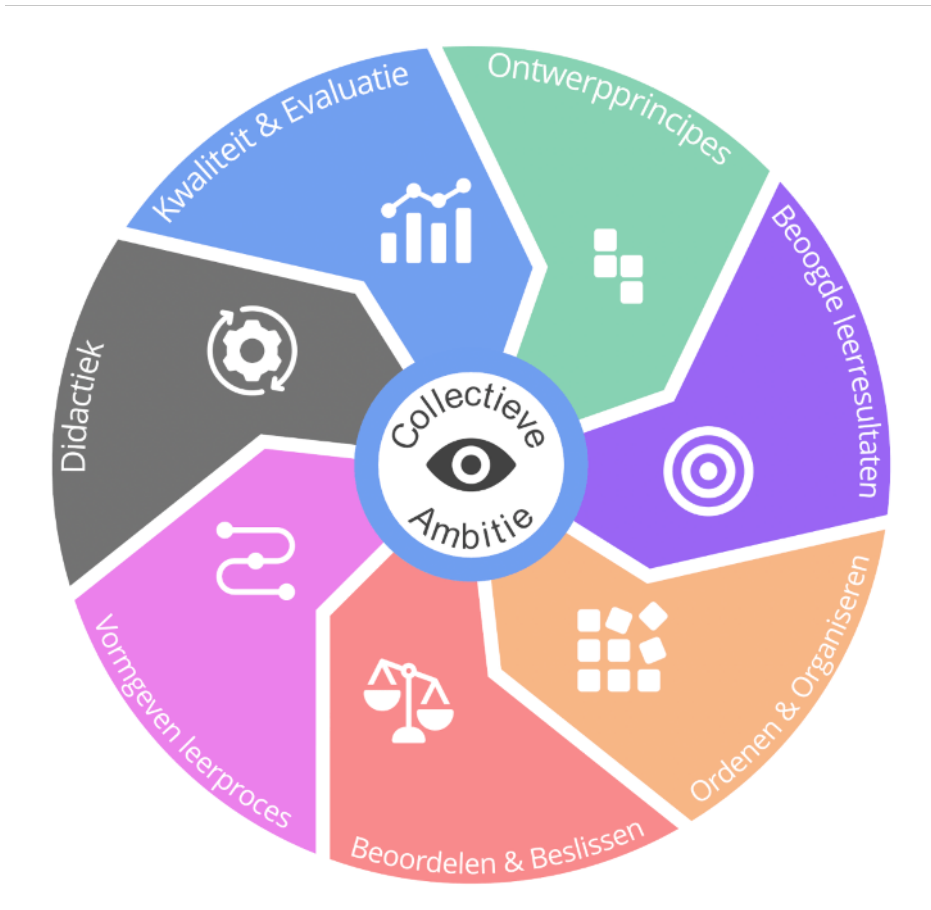 Collectieve
Ambitie
Ontwerpprincipes
Beoogde leerresultaten
Ordenen & Organiseren
Beoordelen & Beslissen
Vormgeven leerproces
Didactiek
Kwaliteit & Evaluatie